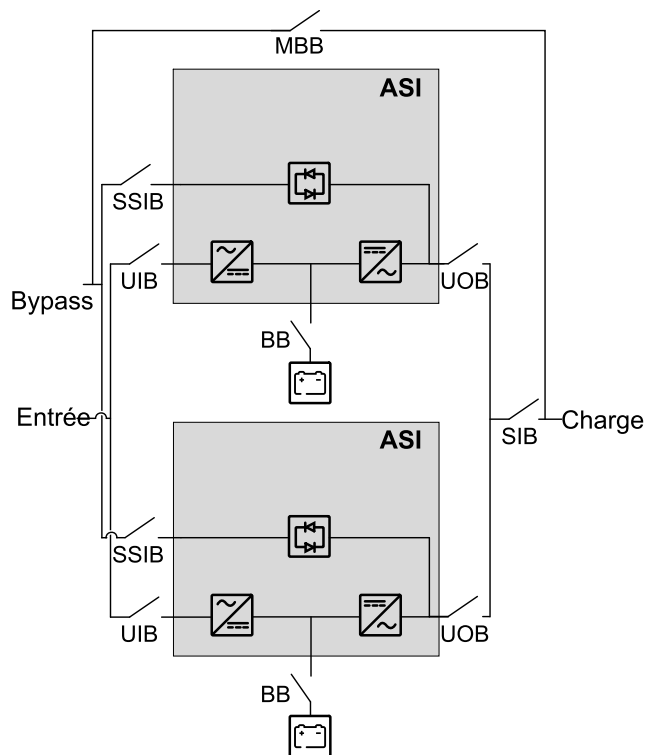 MBB
ASI
SSIB
UIB
UOB
Bypass
BB
Entrée
SIB
Charge
ASI
SSIB
UIB
UOB
BB